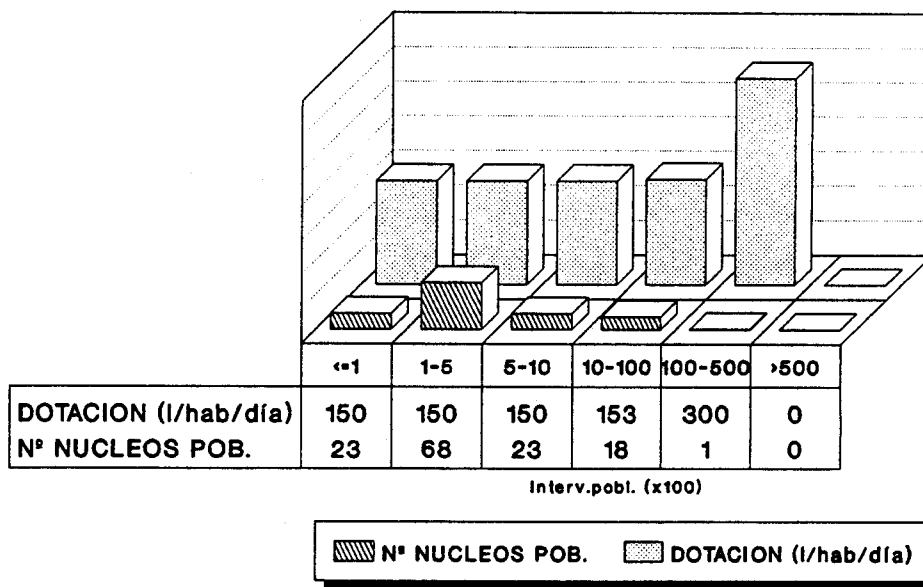 ‹=1 1-5 5-10 10-100 100-500 ›500
DOTACION (l/hab/día) 150 150 150 153 300 0
Nº NUCLEOS POB. 23 68 23 18 1 0
Interv.pobl. (x100)
Nº NUCLEOS POB. DOTACION (l/hab/día)